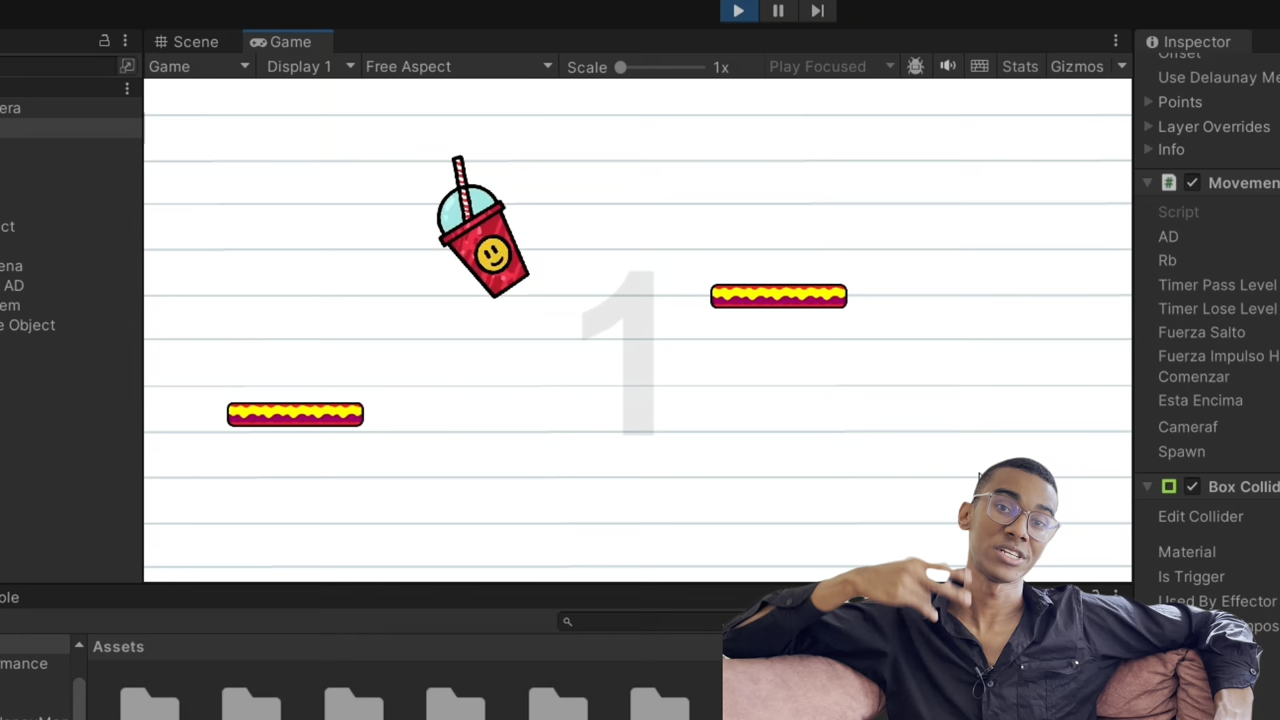 Scene
Game
Inspector
Game
Display 1
Free Aspect
Scale
1x
Play Focused
Stats
Gizmos
Use Delaunay Me
Points
Layer Overrides
Info
Movemen
Script
AD
Rb
Timer Pass Level
Timer Lose Level
Fuerza Salto
Fuerza Impulso H
Comenzar
Esta Encima
Cameraf
Spawn
Box Collid
Edit Collider
Material
Is Trigger
Used By Effector
era
ct
ena
AD
em
e Object
1
ole
Assets
mance